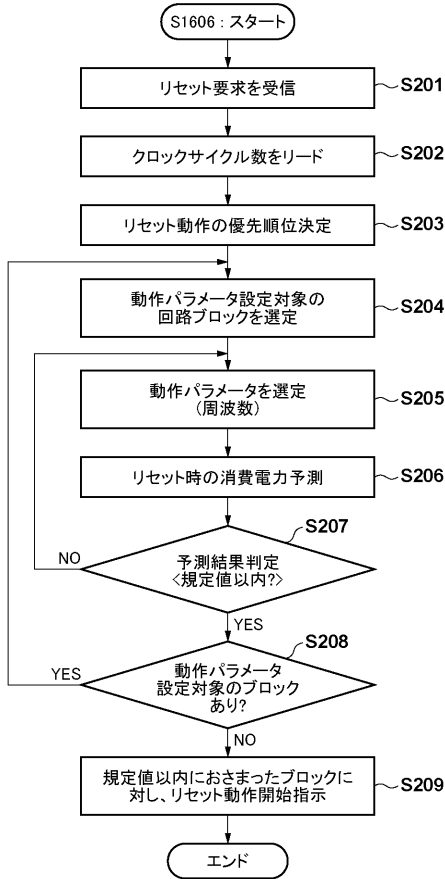 S1606 : スタート
リセット要求を受信
S201
クロックサイクル数をリード
S202
リセット動作の優先順位決定
S203
動作パラメータ設定対象の
回路ブロックを選定
S204
動作パラメータを選定
(周波数)
S205
リセット時の消費電力予測
S206
S207
NO
予測結果判定
<規定値以内?>
YES
S208
YES
動作パラメータ
設定対象のブロック
あり?
NO
規定値以内におさまったブロックに
対し、リセット動作開始指示
S209
エンド